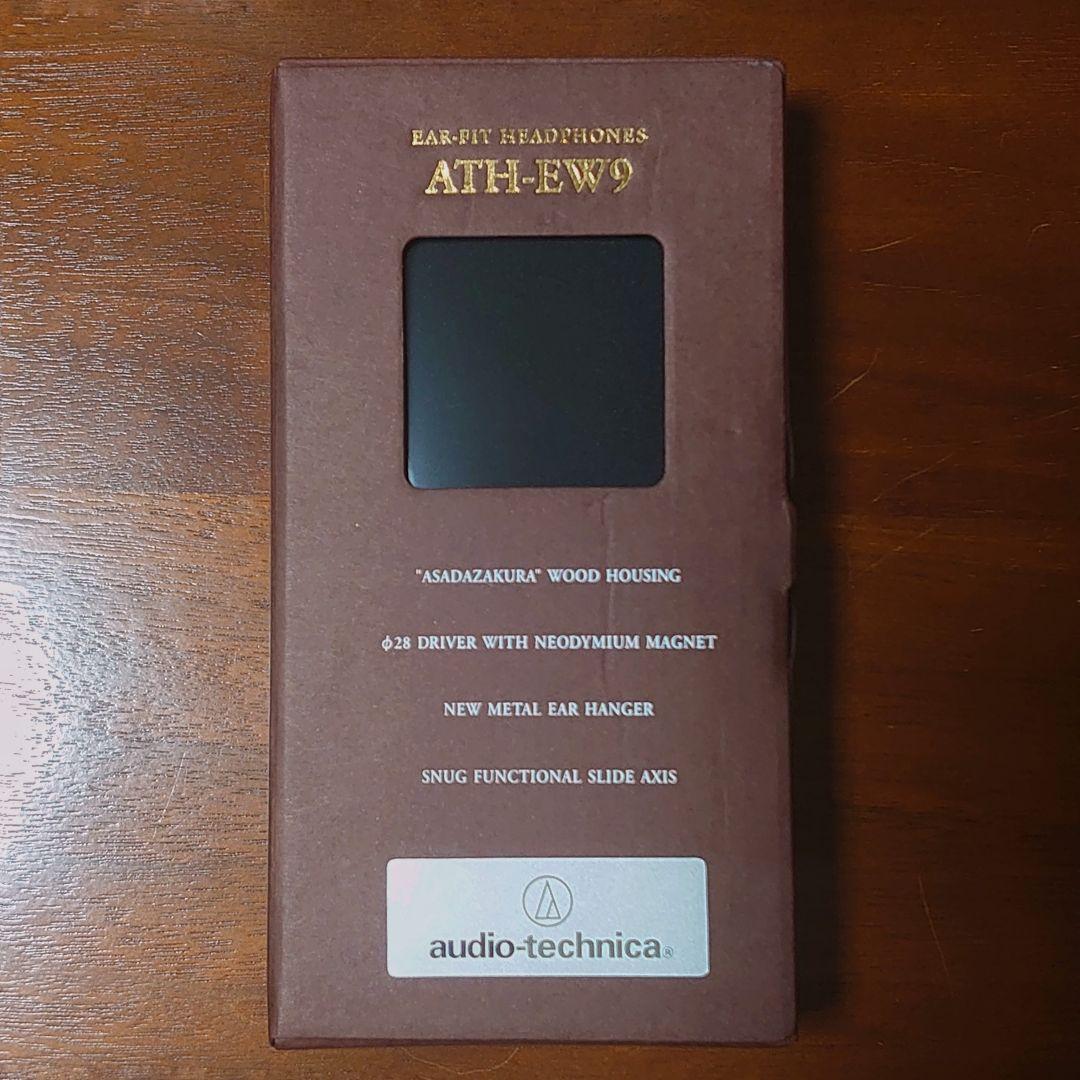 EAR-FIT HEADPHONES
ATH-EW9
"ASADAZAKURA" WOOD HOUSING
ϕ28 DRIVER WITH NEODYMIUM MAGNET
NEW METAL EAR HANGER
SNUG FUNCTIONAL SLIDE AXIS
audio-technica®